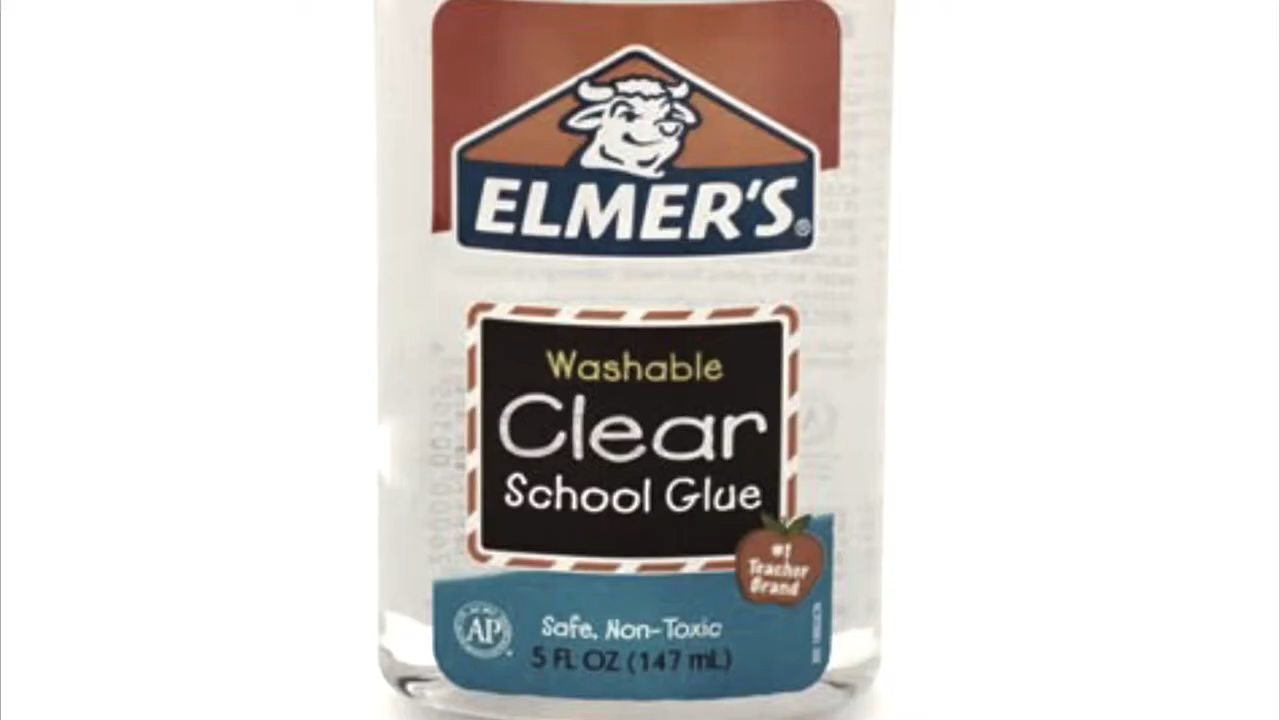 ELMER'S®
Washable
Clear
School Glue
#1
Teacher
Brand
AP
Safe, Non-Toxic
5 FL OZ (147 mL)